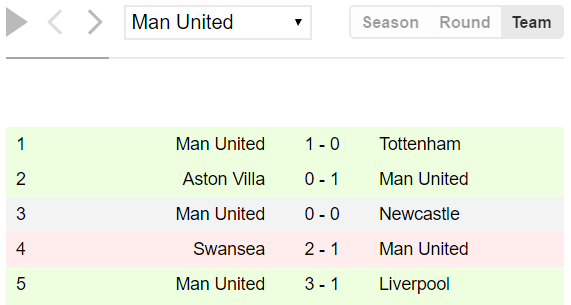 Man United Season Round Team
1 Man United 1 - 0 Tottenham
2 Aston Villa 0 - 1 Man United
3 Man United 0 - 0 Newcastle
4 Swansea 2 - 1 Man United
5 Man United 3 - 1 Liverpool